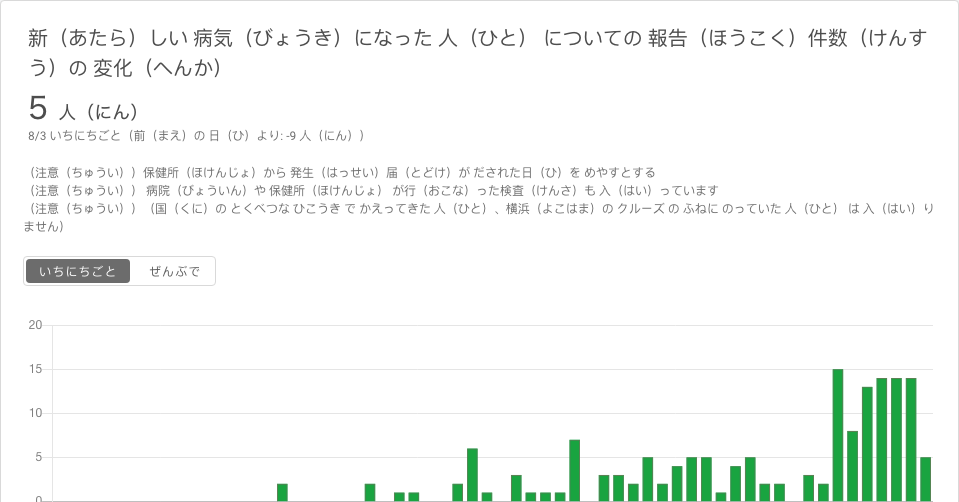 新（あたら）しい 病気（びょうき）になった 人（ひと） についての 報告（ほうこく）件数（けんす
う）の 変化（へんか）
5 人（にん）
8/3 いちにちごと（前（まえ）の 日（ひ）より: -9 人（にん））
（注意（ちゅうい））保健所（ほけんじょ）から 発生（はっせい）届（とどけ）が だされた日（ひ）を めやすとする
（注意（ちゅうい）） 病院（びょういん）や 保健所（ほけんじょ） が行（おこな）った検査（けんさ）も 入（はい）っています
（注意（ちゅうい））（国（くに）の とくべつな ひこうき で かえってきた 人（ひと）、横浜（よこはま）の クルーズ の ふねに のっていた 人（ひと） は 入（はい）り
ません）
いちにちごと ぜんぶで
20
15
10
5
0